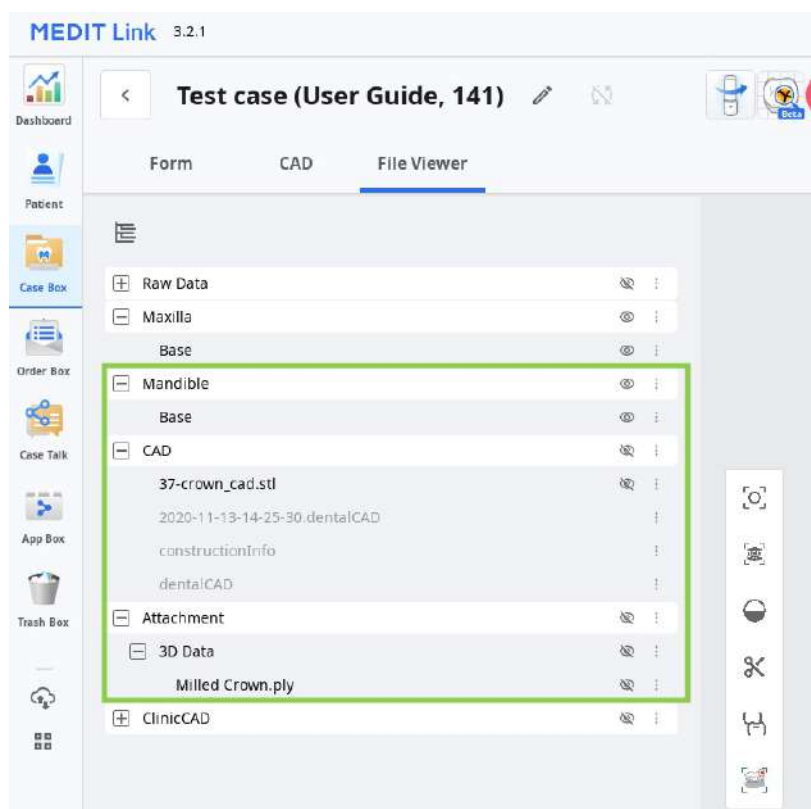 MEDIT Link 3.2.1
Test case (User Guide, 141)
Beta
Dashboard
Patient
Case Box
Order Box
Case Talk
App Box
Trash Box
Form CAD File Viewer
Raw Data
Maxilla
Base
Mandible
Base
CAD
37-crown_cad.stl
2020-11-13-14-25-30.dentalCAD
constructionInfo
dentalCAD
Attachment
3D Data
Milled Crown.ply
ClinicCAD